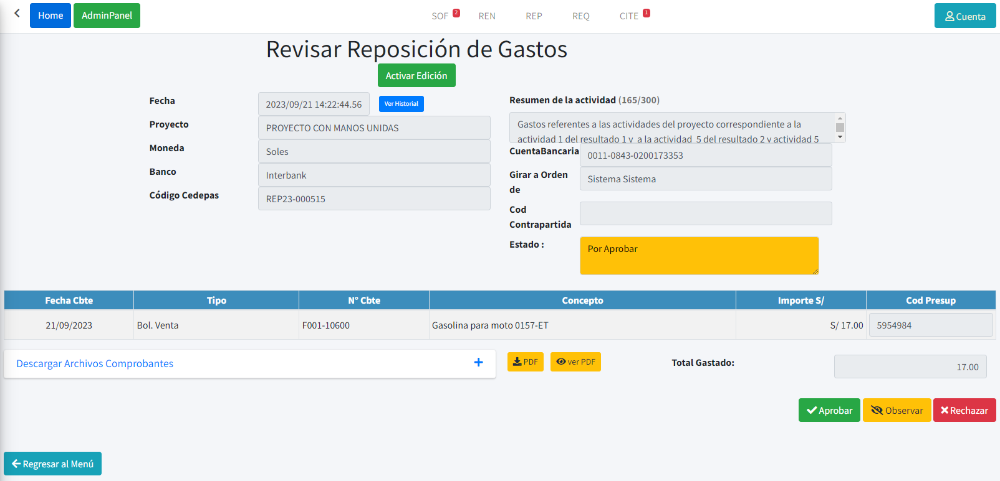 Home
AdminPanel
SOF 2
REN
REP
REQ
CITE 1
Cuenta
Revisar Reposición de Gastos
Activar Edición
Fecha
2023/09/21 14:22:44.56
Ver Historial
Proyecto
PROYECTO CON MANOS UNIDAS
Moneda
Soles
Banco
Interbank
Código Cedepas
REP23-000515
Resumen de la actividad (165/300)
Gastos referentes a las actividades del proyecto correspondiente a la
actividad 1 del resultado 1 y a la actividad 5 del resultado 2 y actividad 5
CuentaBancaria
0011-0843-0200173353
Girar a Orden
de
Sistema Sistema
Cod
Contrapartida
Estado :
Por Aprobar
Fecha Cbte
Tipo
N° Cbte
Concepto
Importe S/
Cod Presup
21/09/2023
Bol. Venta
F001-10600
Gasolina para moto 0157-ET
S/ 17.00
5954984
Descargar Archivos Comprobantes
PDF
ver PDF
Total Gastado:
17.00
Aprobar
Observar
Rechazar
Regresar al Menú